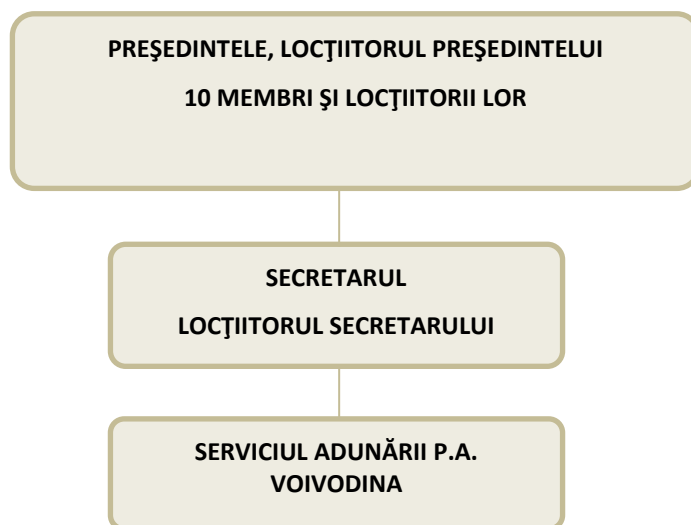 PREŞEDINTELE, LOCŢIITORUL PREŞEDINTELUI
10 MEMBRI ŞI LOCŢIITORII LOR
SECRETARUL
LOCŢIITORUL SECRETARULUI
SERVICIUL ADUNĂRII P.A.
VOIVODINA